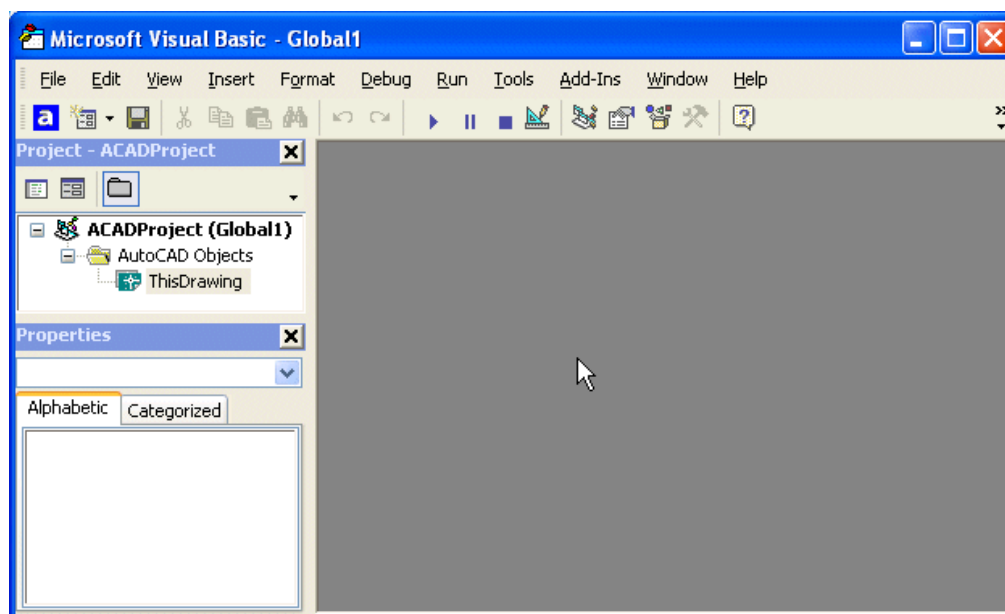 Microsoft Visual Basic - Global1
File Edit View Insert Format Debug Run Tools Add-Ins Window Help
a
Project - ACADProject
ACADProject (Global1)
AutoCAD Objects
ThisDrawing
Properties
Alphabetic Categorized